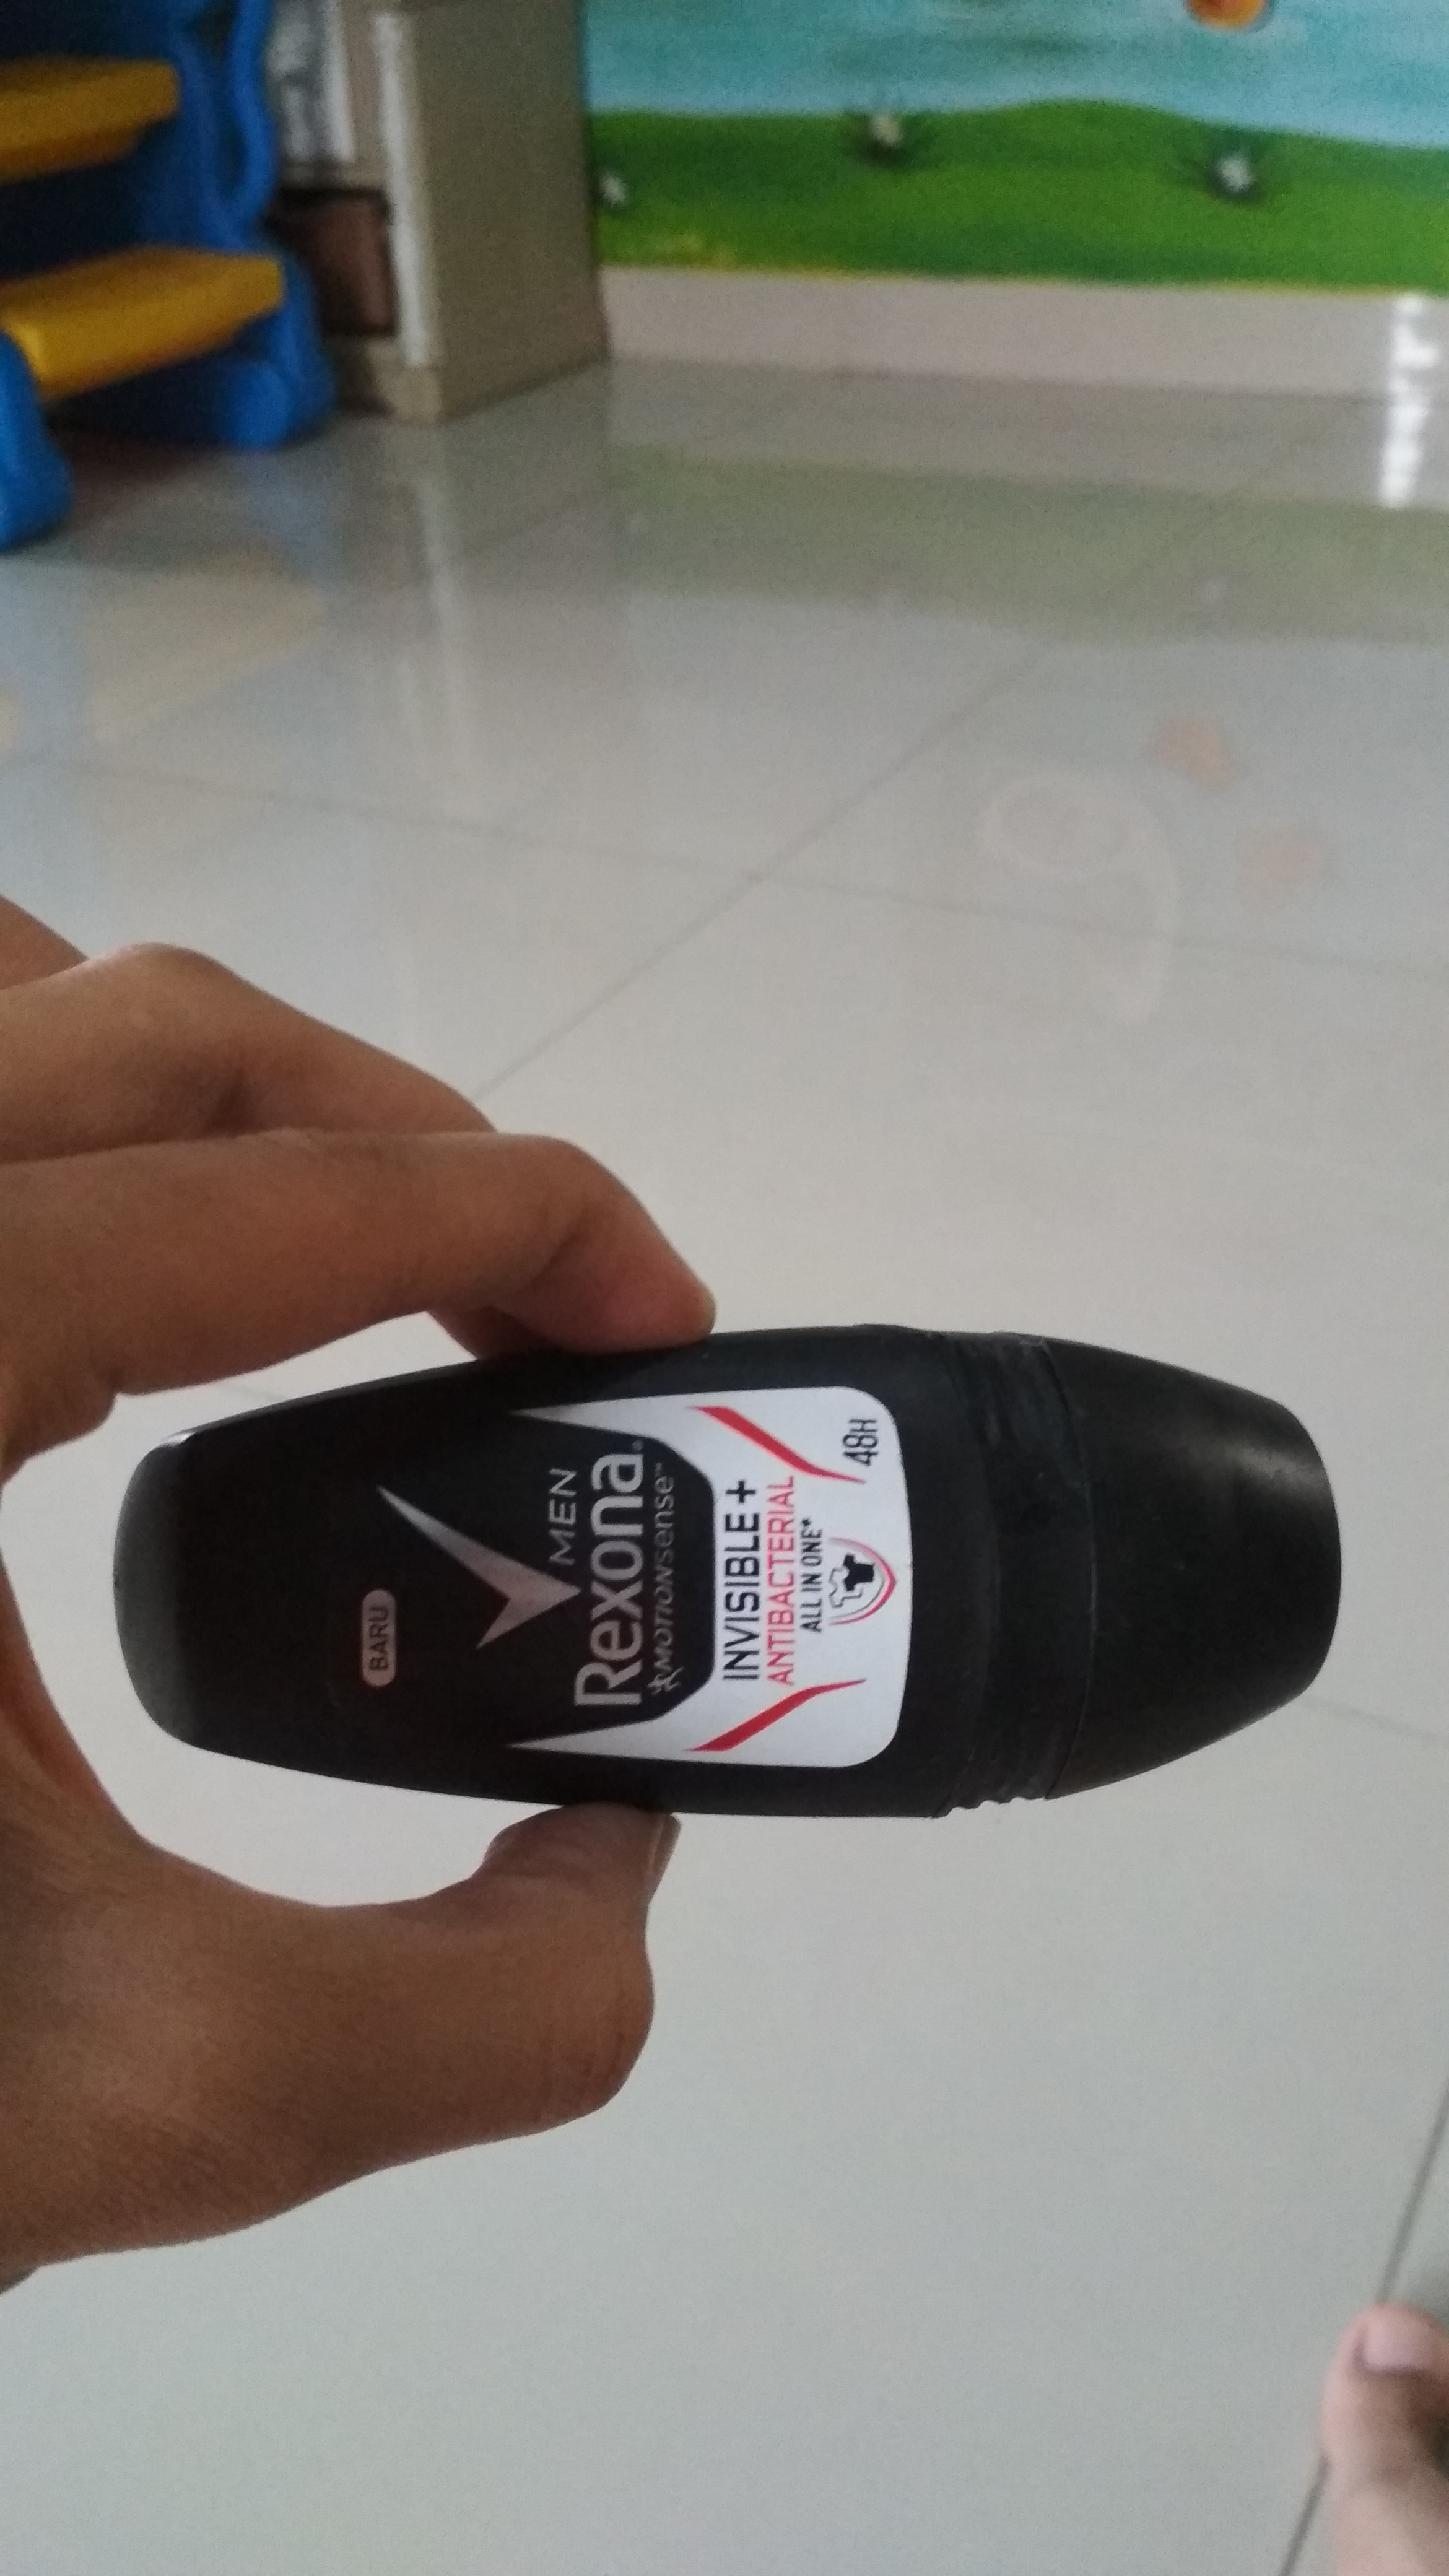 BARU
MEN
Rexona®
MOTIONsense™
INVISIBLE +
ANTIBACTERIAL
ALL IN ONE*
48H